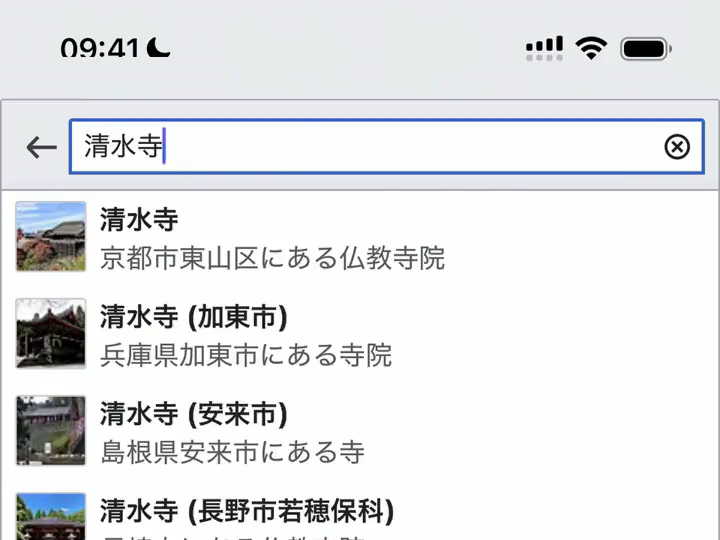 09:41
清水寺
清水寺
京都市東山区にある仏教寺院
清水寺 (加東市)
兵庫県加東市にある寺院
清水寺 (安来市)
島根県安来市にある寺
清水寺 (長野市若穂保科)